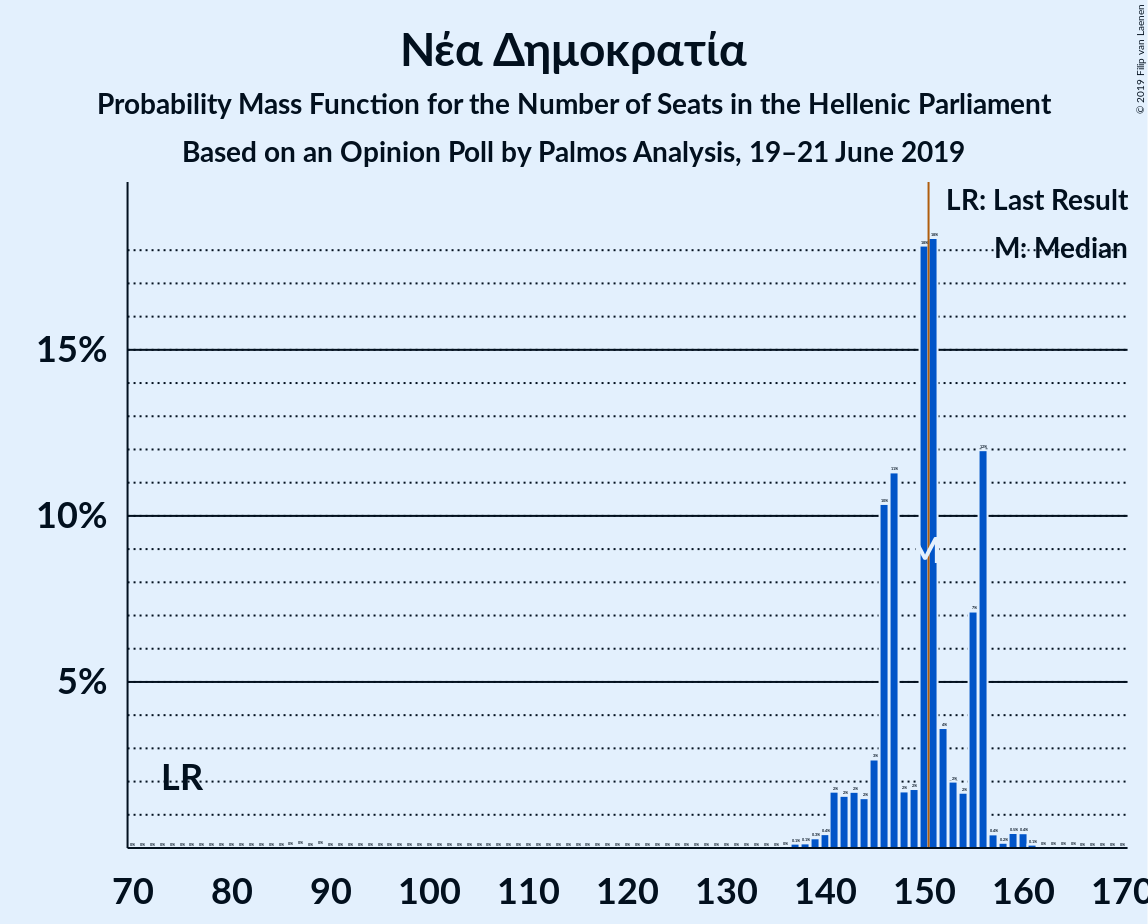 Νέα Δημοκρατία
Probability Mass Function for the Number of Seats in the Hellenic Parliament
Based on an Opinion Poll by Palmos Analysis, 19–21 June 2019
© 2019 Filip van Laenen
LR: Last Result
M: Median
15%
10%
5%
LR
M
70 80 90 100 110 120 130 140 150 160 170